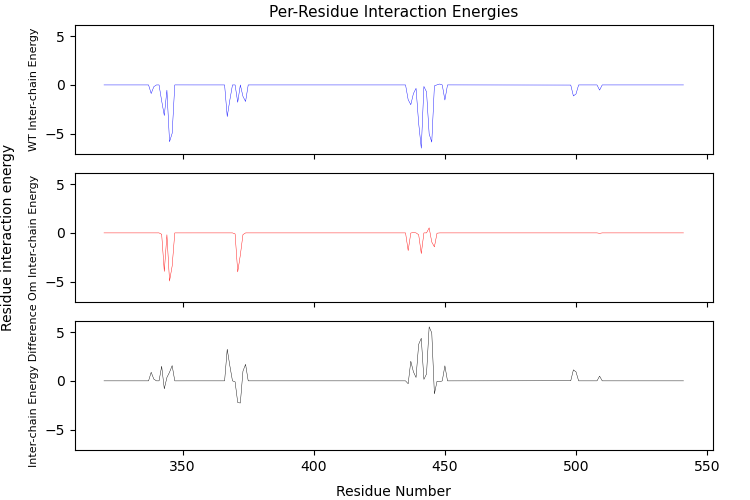 Per-Residue Interaction Energies
Residue interaction energy
WT Inter-chain Energy
5
0
−5
Om Inter-chain Energy
5
0
−5
Inter-chain Energy Difference
5
0
−5
350
400
450
500
550
Residue Number